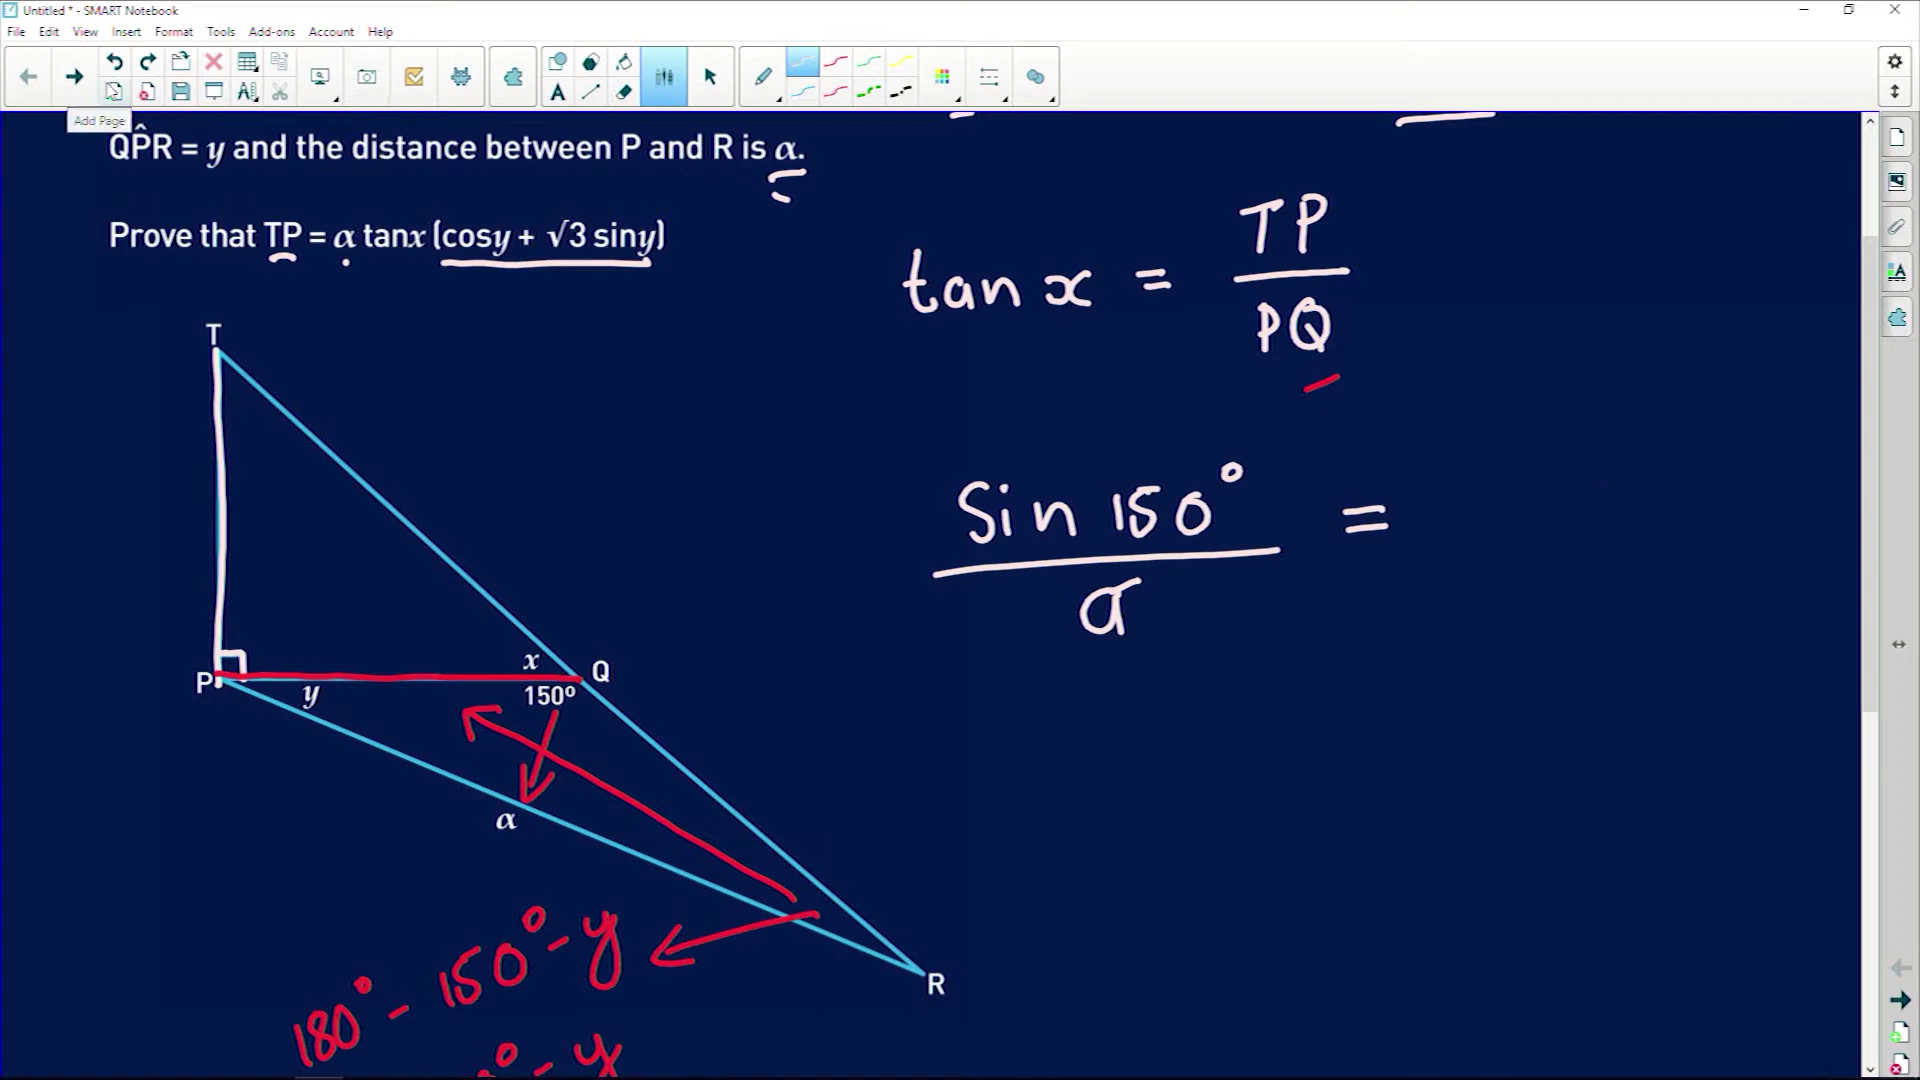 Untitled * - SMART Notebook
File Edit View Insert Format Tools Add-ons Account Help
Add Page
QP̂R = y and the distance between P and R is α.
Prove that TP = α tanx (cosy + √3 siny)
tan x = TP
PQ
T
Sin 150° =
a
x
Q
P
y
150º
α
180° - 150° - y
R
° - y